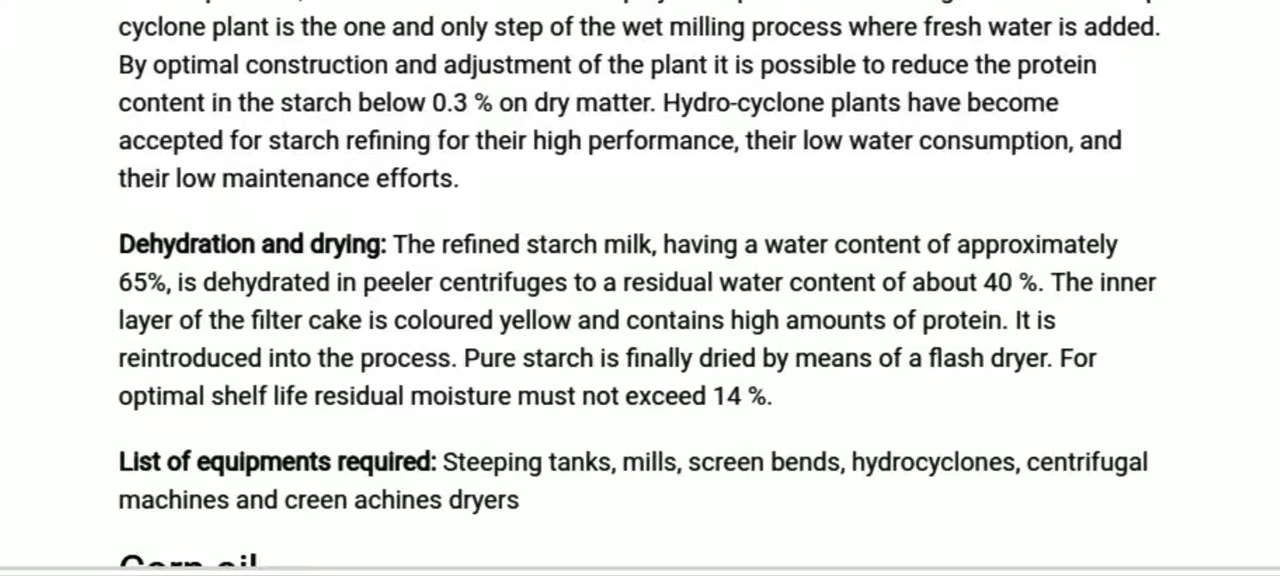 cyclone plant is the one and only step of the wet milling process where fresh water is added.
By optimal construction and adjustment of the plant it is possible to reduce the protein
content in the starch below 0.3 % on dry matter. Hydro-cyclone plants have become
accepted for starch refining for their high performance, their low water consumption, and
their low maintenance efforts.
Dehydration and drying: The refined starch milk, having a water content of approximately
65%, is dehydrated in peeler centrifuges to a residual water content of about 40 %. The inner
layer of the filter cake is coloured yellow and contains high amounts of protein. It is
reintroduced into the process. Pure starch is finally dried by means of a flash dryer. For
optimal shelf life residual moisture must not exceed 14 %.
List of equipments required: Steeping tanks, mills, screen bends, hydrocyclones, centrifugal
machines and creen achines dryers
Corn oil